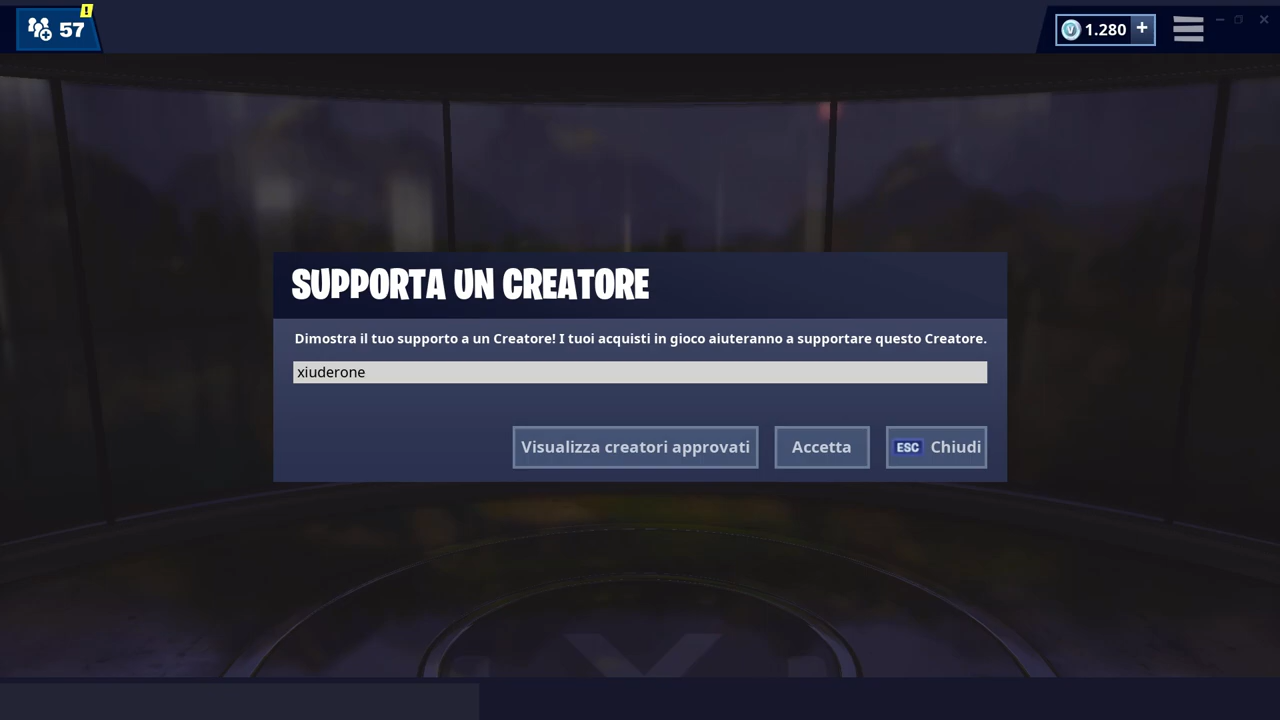 57
!
V 1.280 +
SUPPORTA UN CREATORE
Dimostra il tuo supporto a un Creatore! I tuoi acquisti in gioco aiuteranno a supportare questo Creatore.
xiuderone
Visualizza creatori approvati Accetta ESC Chiudi